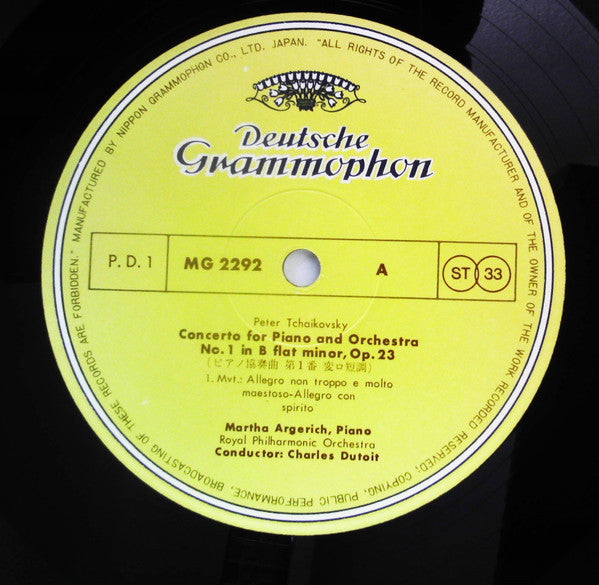 "ALL RIGHTS OF THE RECORD MANUFACTURER AND OF THE OWNER OF THE WORK RECORDED RESERVED; COPYING, PUBLIC PERFORMANCE, BROADCASTING OF THESE RECORDS ARE FORBIDDEN." MANUFACTURED BY NIPPON GRAMMOPHON CO., LTD. JAPAN.
Deutsche
Grammophon
P. D. 1 MG 2292 A ST 33
Peter Tchaikovsky
Concerto for Piano and Orchestra
No. 1 in B flat minor, Op. 23
(ピアノ協奏曲 第1番 変ロ短調)
1. Mvt.: Allegro non troppo e molto
maestoso-Allegro con
spirito
Martha Argerich, Piano
Royal Philharmonic Orchestra
Conductor: Charles Dutoit